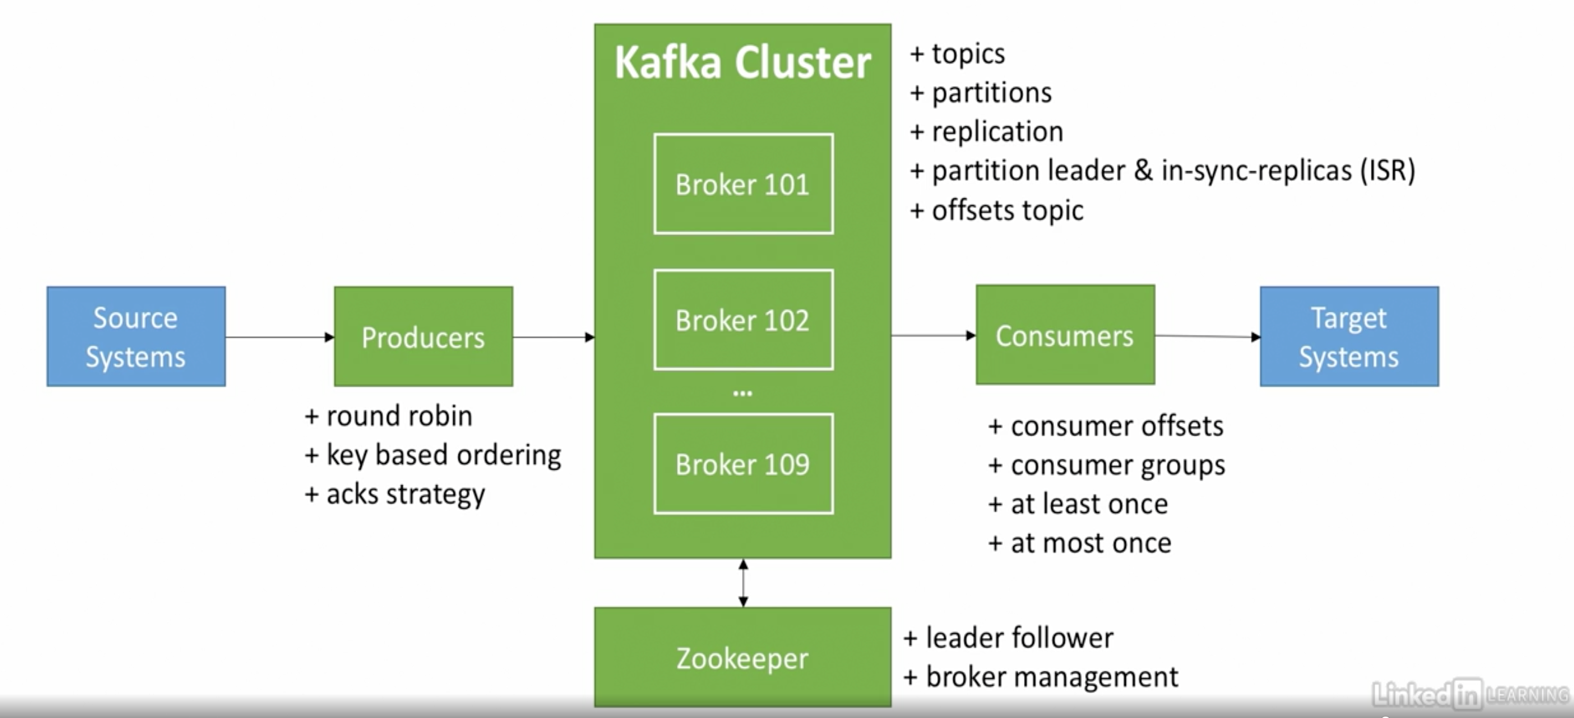 Kafka Cluster
Broker 101
Broker 102
...
Broker 109
+ topics
+ partitions
+ replication
+ partition leader & in-sync-replicas (ISR)
+ offsets topic
Source
Systems
Producers
+ round robin
+ key based ordering
+ acks strategy
Consumers
+ consumer offsets
+ consumer groups
+ at least once
+ at most once
Target
Systems
Zookeeper
+ leader follower
+ broker management
Linked in LEARNING